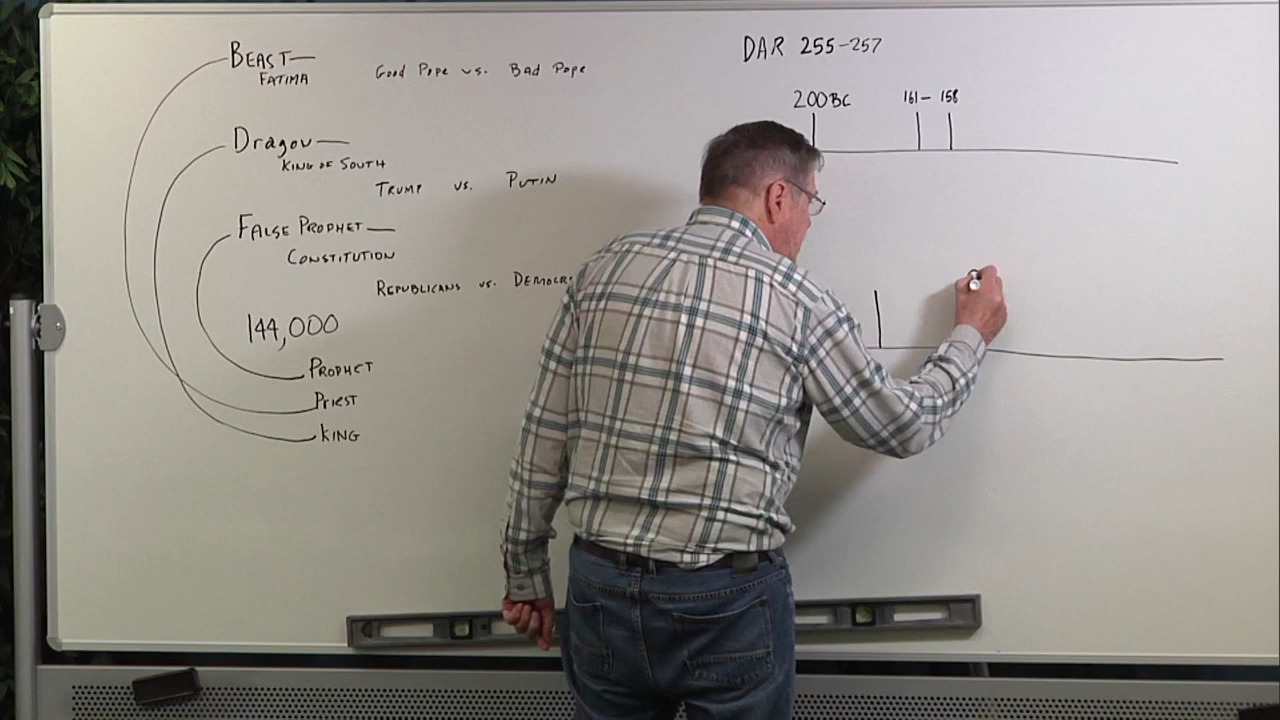 BEAST—
FATIMA
Good Pope vs. Bad Pope
Dragon—
KING OF SOUTH
TRUMP vs. PUTIN
FALSE PROPHET—
CONSTITUTION
REPUBLICANS vs.
144,000
PROPHET
PRIEST
KING
DAR 255-257
200BC 161- 158